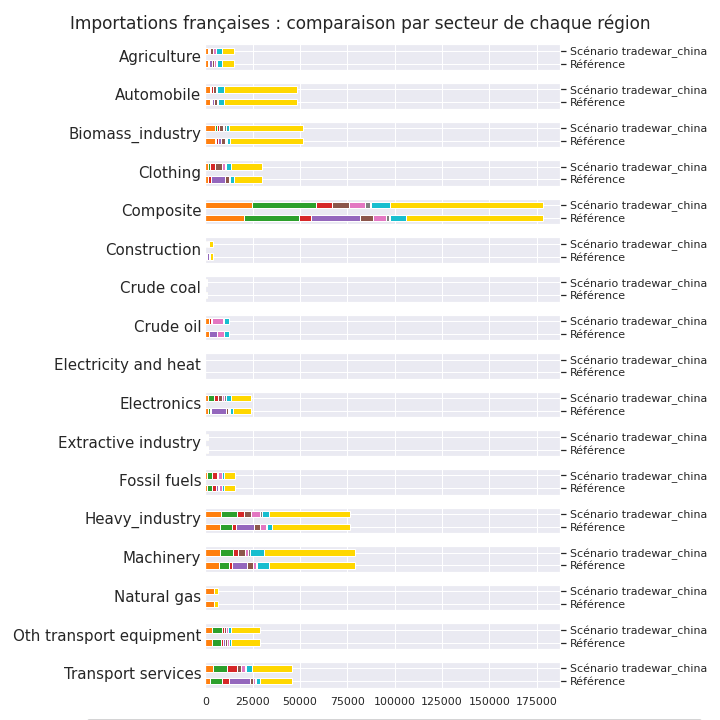 Importations françaises : comparaison par secteur de chaque région
Agriculture
Scénario tradewar_china
Référence
Automobile
Scénario tradewar_china
Référence
Biomass_industry
Scénario tradewar_china
Référence
Clothing
Scénario tradewar_china
Référence
Composite
Scénario tradewar_china
Référence
Construction
Scénario tradewar_china
Référence
Crude coal
Scénario tradewar_china
Référence
Crude oil
Scénario tradewar_china
Référence
Electricity and heat
Scénario tradewar_china
Référence
Electronics
Scénario tradewar_china
Référence
Extractive industry
Scénario tradewar_china
Référence
Fossil fuels
Scénario tradewar_china
Référence
Heavy_industry
Scénario tradewar_china
Référence
Machinery
Scénario tradewar_china
Référence
Natural gas
Scénario tradewar_china
Référence
Oth transport equipment
Scénario tradewar_china
Référence
Transport services
Scénario tradewar_china
Référence
0 25000 50000 75000 100000 125000 150000 175000